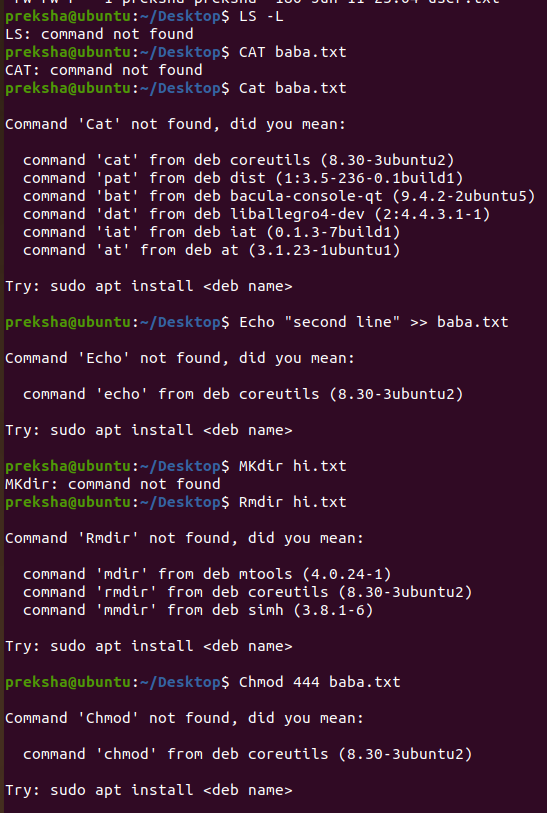 preksha@ubuntu:~/Desktop$ LS -L
LS: command not found
preksha@ubuntu:~/Desktop$ CAT baba.txt
CAT: command not found
preksha@ubuntu:~/Desktop$ Cat baba.txt
Command 'Cat' not found, did you mean:
command 'cat' from deb coreutils (8.30-3ubuntu2)
command 'pat' from deb dist (1:3.5-236-0.1build1)
command 'bat' from deb bacula-console-qt (9.4.2-2ubuntu5)
command 'dat' from deb liballegro4-dev (2:4.4.3.1-1)
command 'iat' from deb iat (0.1.3-7build1)
command 'at' from deb at (3.1.23-1ubuntu1)
Try: sudo apt install <deb name>
preksha@ubuntu:~/Desktop$ Echo "second line" >> baba.txt
Command 'Echo' not found, did you mean:
command 'echo' from deb coreutils (8.30-3ubuntu2)
Try: sudo apt install <deb name>
preksha@ubuntu:~/Desktop$ MKdir hi.txt
MKdir: command not found
preksha@ubuntu:~/Desktop$ Rmdir hi.txt
Command 'Rmdir' not found, did you mean:
command 'mdir' from deb mtools (4.0.24-1)
command 'rmdir' from deb coreutils (8.30-3ubuntu2)
command 'mmdir' from deb simh (3.8.1-6)
Try: sudo apt install <deb name>
preksha@ubuntu:~/Desktop$ Chmod 444 baba.txt
Command 'Chmod' not found, did you mean:
command 'chmod' from deb coreutils (8.30-3ubuntu2)
Try: sudo apt install <deb name>